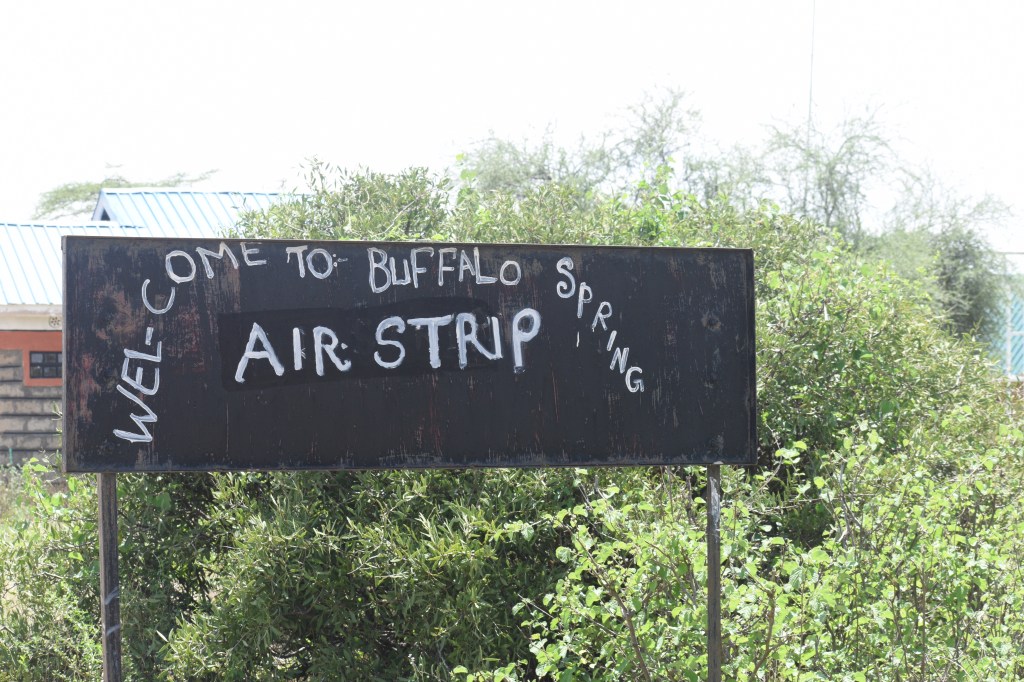 WEL-COME TO:- BUFFALO SPRING
AIR STRIP